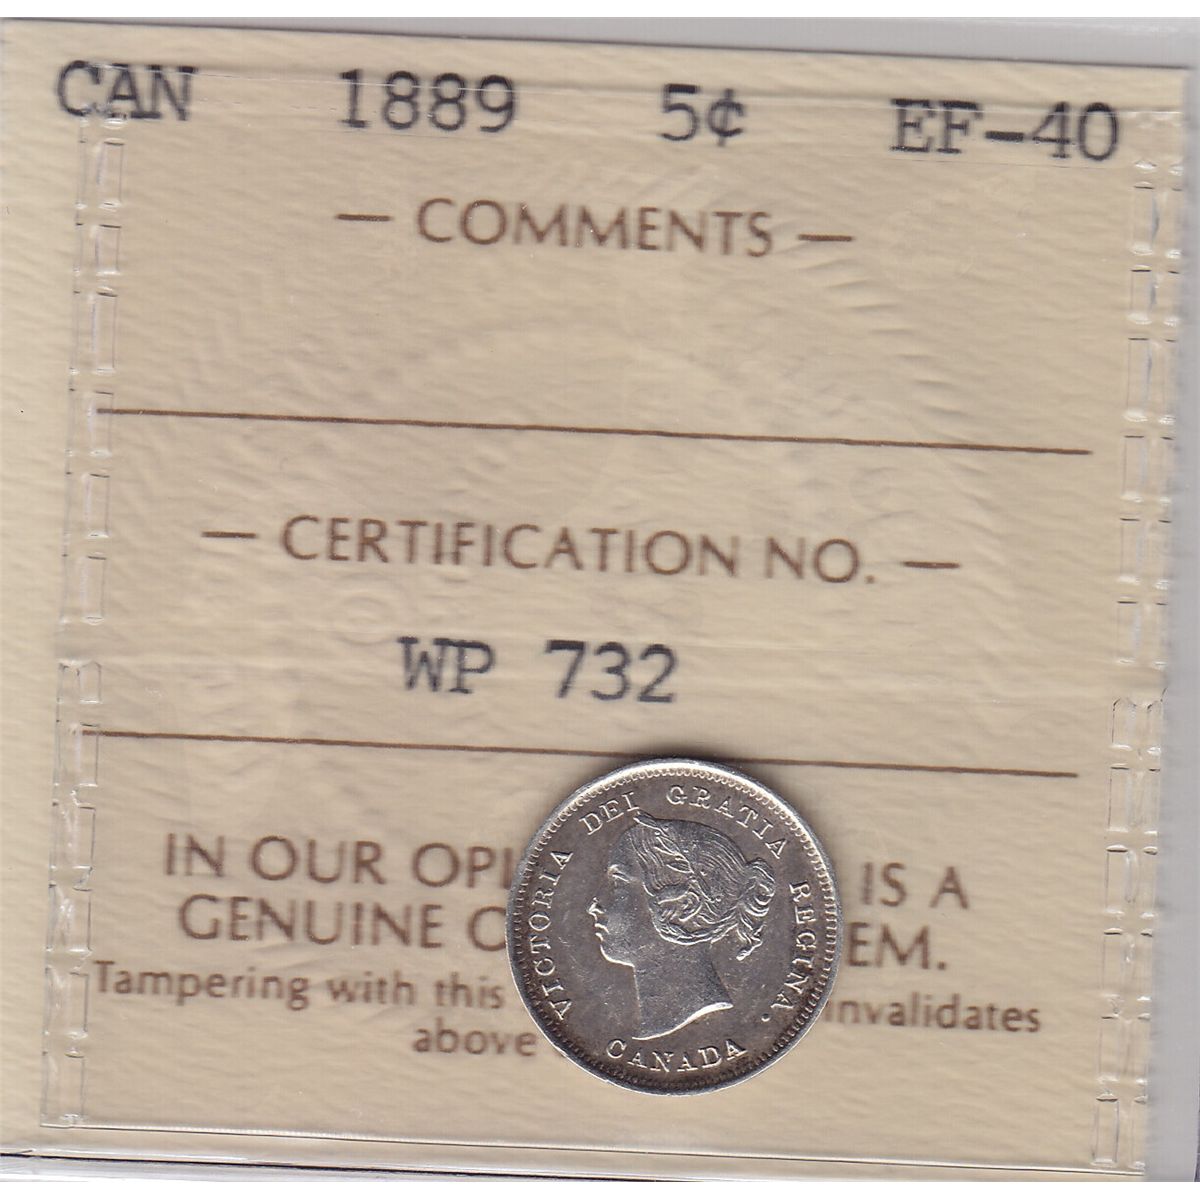 CAN 1889 5¢ EF-40
— COMMENTS —
— CERTIFICATION NO. —
WP 732
IN OUR OPI IS A
GENUINE EM.
Tampering with this invalidates
above
VICTORIA DEI GRATIA REGINA.
CANADA